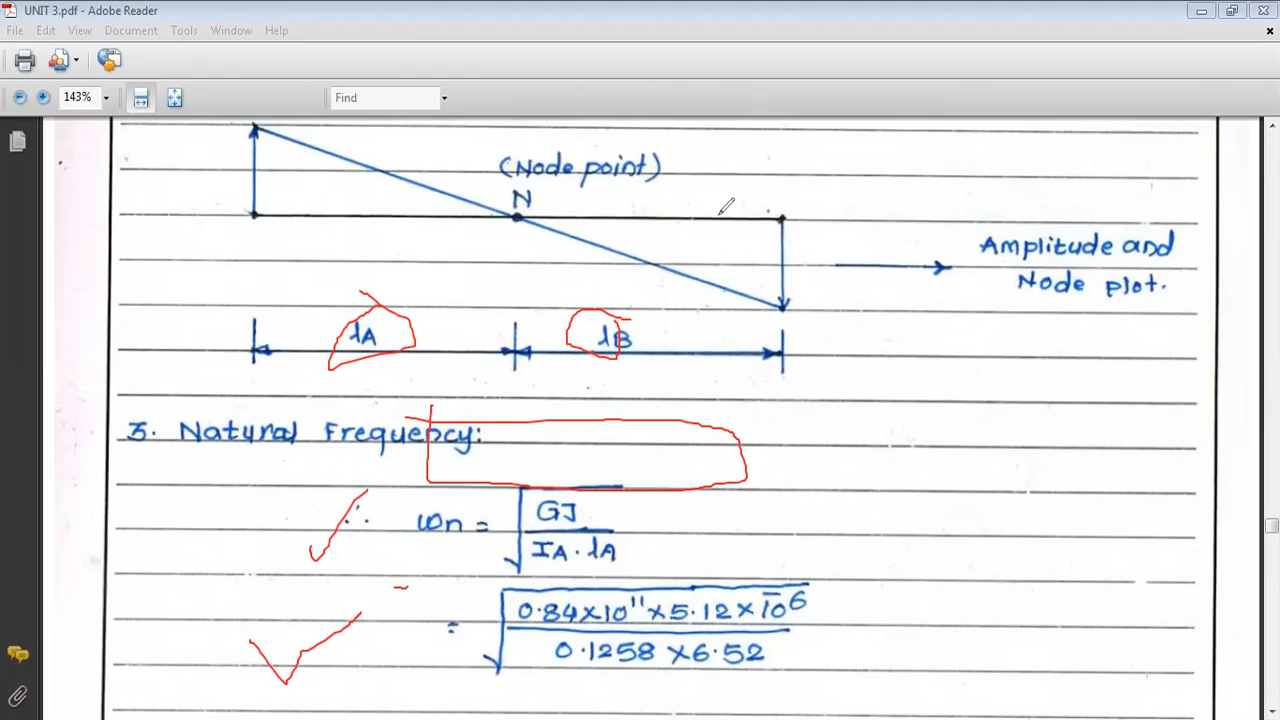 UNIT 3.pdf - Adobe Reader
File Edit View Document Tools Window Help
143% Find
(Node point)
N
Amplitude and
Node plot.
lA lB
3. Natural Frequency:
∴ ωn = √ GJ
IA · lA
= √ 0.84×10¹¹×5.12×10⁻⁶
0.1258 ×6.52